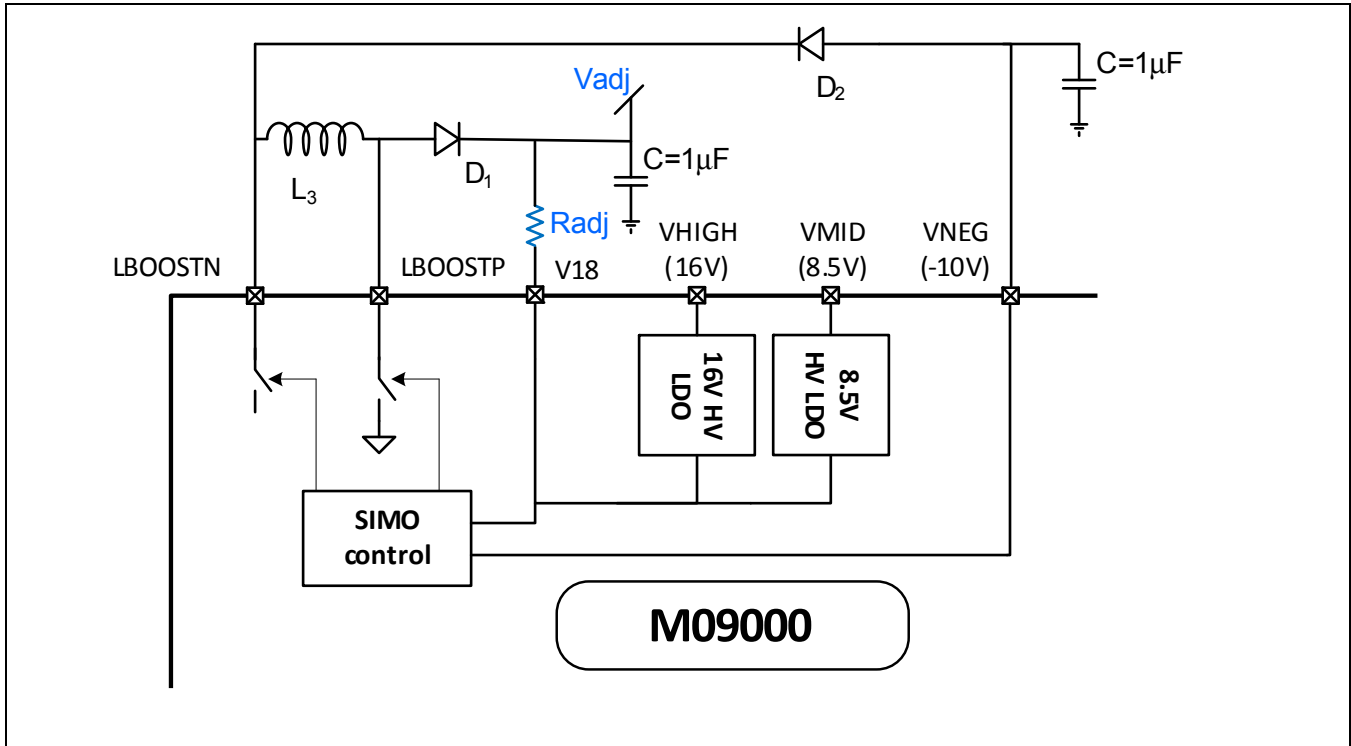 C=1μF
D2
Vadj
C=1μF
D1
L3
Radj
LBOOSTN
LBOOSTP
V18
VHIGH
(16V)
VMID
(8.5V)
VNEG
(-10V)
16V HV
LDO
8.5V
HV LDO
SIMO
control
M09000